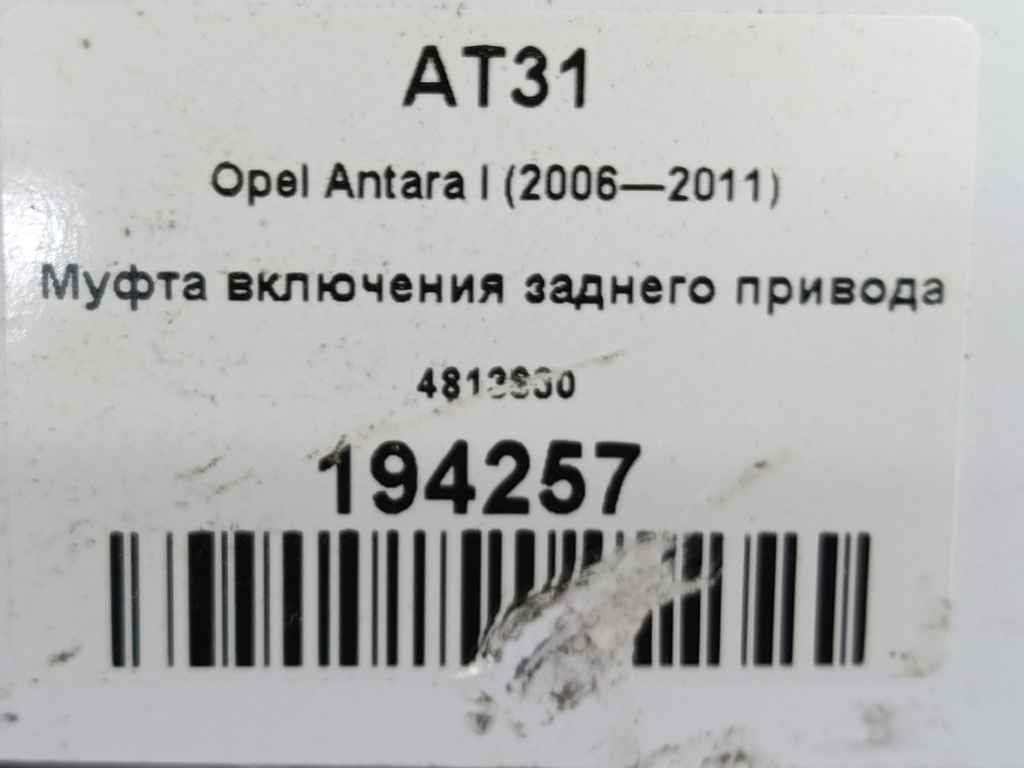 AT31
Opel Antara I (2006—2011)
Муфта включения заднего привода
194257